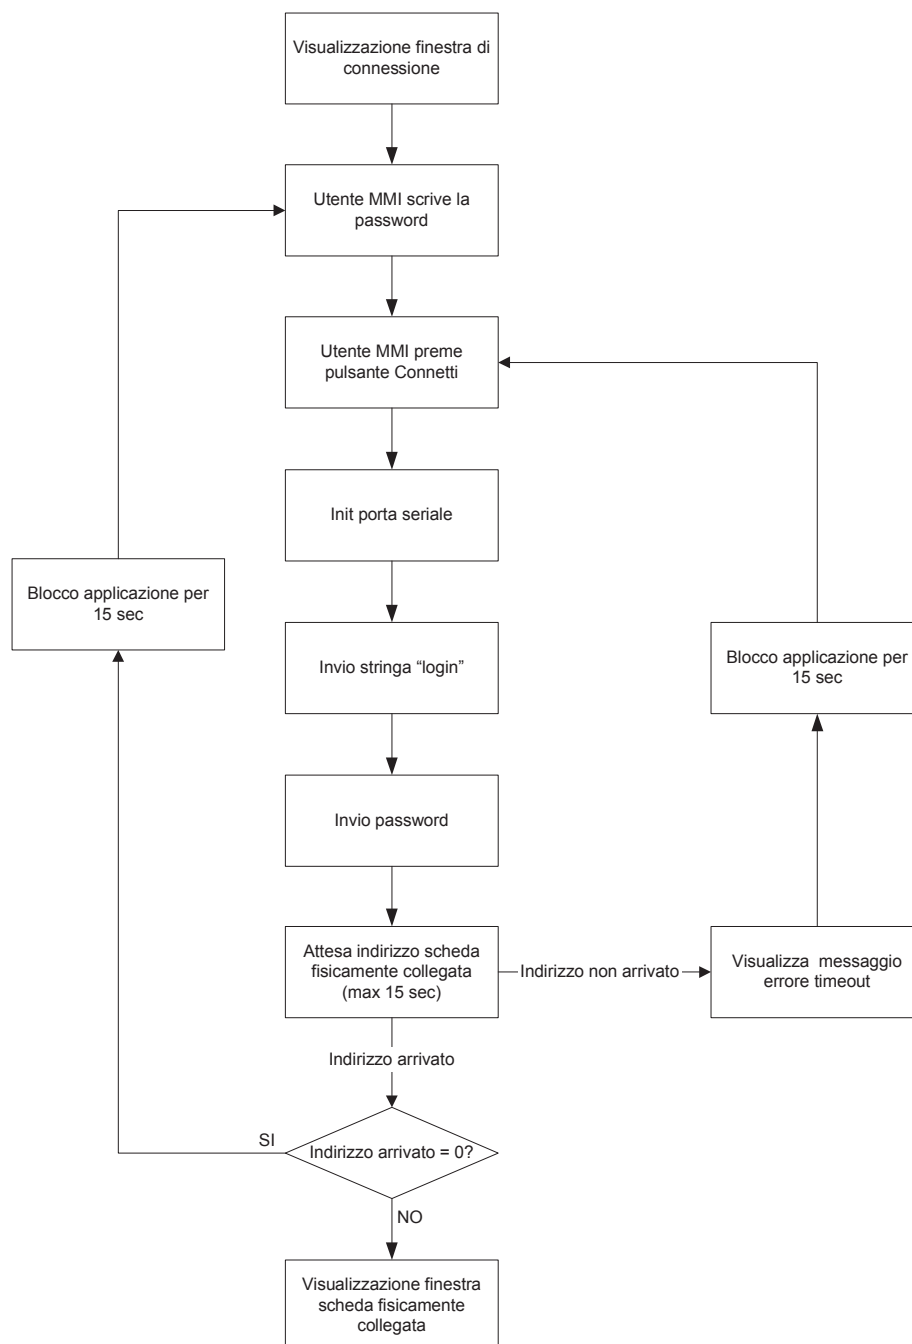 Visualizzazione finestra di
connessione
Utente MMI scrive la
password
Utente MMI preme
pulsante Connetti
Init porta seriale
Blocco applicazione per
15 sec
Invio stringa “login”
Blocco applicazione per
15 sec
Invio password
Attesa indirizzo scheda
fisicamente collegata
(max 15 sec)
Indirizzo non arrivato
Visualizza  messaggio
errore timeout
Indirizzo arrivato
SI
Indirizzo arrivato = 0?
NO
Visualizzazione finestra
scheda fisicamente
collegata